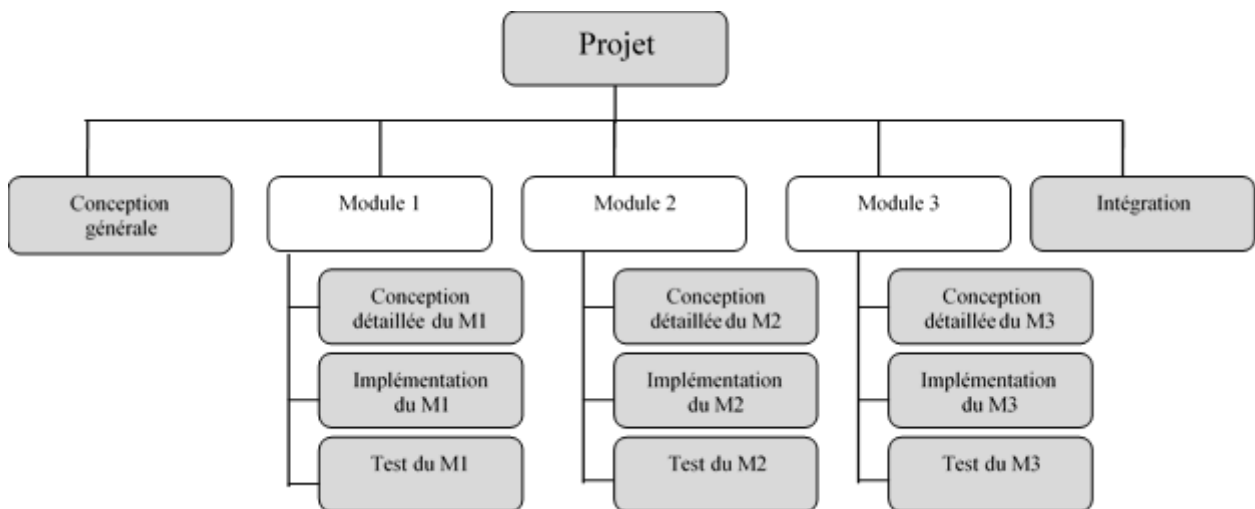 Projet
Conception
générale
Module 1
Module 2
Module 3
Intégration
Conception
détaillée du M1
Implémentation
du M1
Test du M1
Conception
détaillée du M2
Implémentation
du M2
Test du M2
Conception
détaillée du M3
Implémentation
du M3
Test du M3